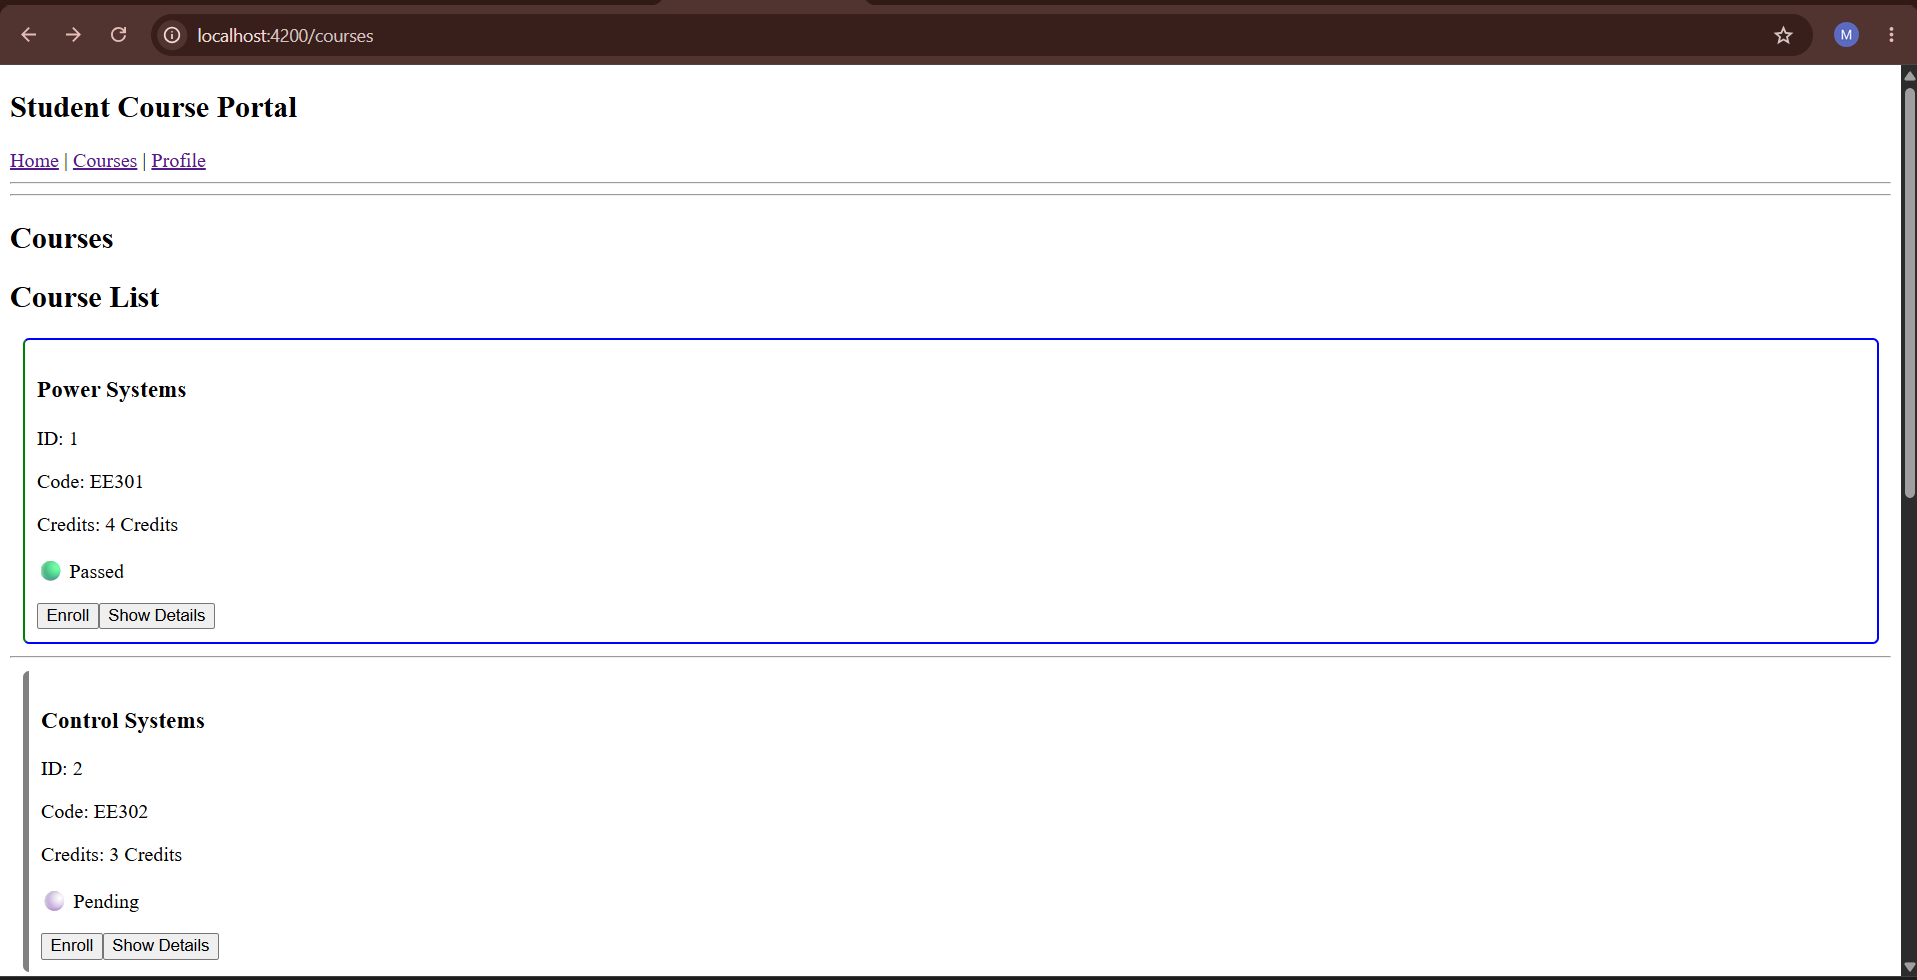 localhost:4200/courses
M
Student Course Portal
Home | Courses | Profile
Courses
Course List
Power Systems
ID: 1
Code: EE301
Credits: 4 Credits
Passed
Enroll Show Details
Control Systems
ID: 2
Code: EE302
Credits: 3 Credits
Pending
Enroll Show Details